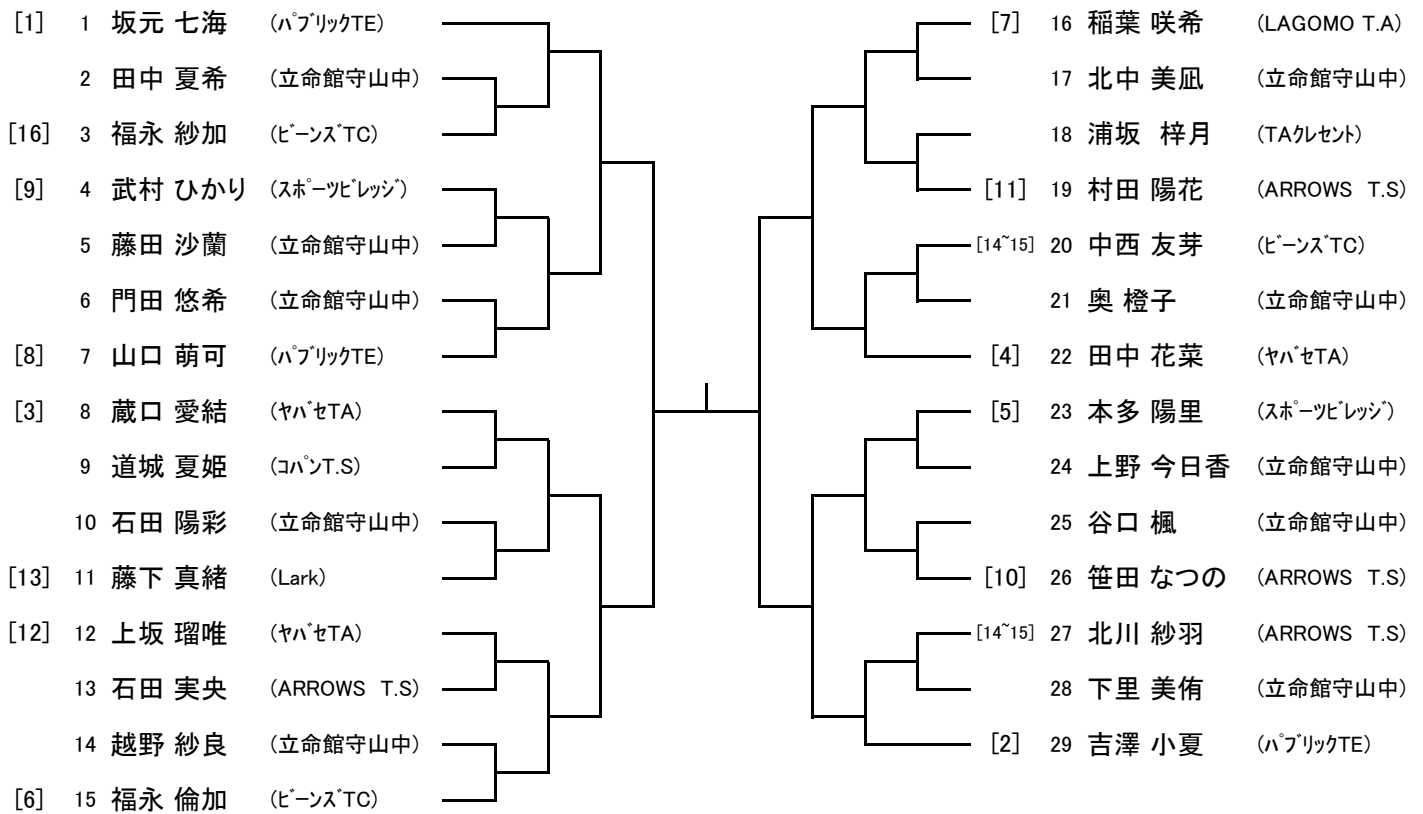 [1] 1 坂元 七海 (ﾊﾟﾌﾞﾘｯｸTE)
2 田中 夏希 (立命館守山中)
[16] 3 福永 紗加 (ﾋﾞｰﾝｽﾞTC)
[9] 4 武村 ひかり (ｽﾎﾟｰﾂﾋﾞﾚｯｼﾞ)
5 藤田 沙蘭 (立命館守山中)
6 門田 悠希 (立命館守山中)
[8] 7 山口 萌可 (ﾊﾟﾌﾞﾘｯｸTE)
[3] 8 蔵口 愛結 (ﾔﾊﾞｾTA)
9 道城 夏姫 (ｺﾊﾟﾝT.S)
10 石田 陽彩 (立命館守山中)
[13] 11 藤下 真緒 (Lark)
[12] 12 上坂 瑠唯 (ﾔﾊﾞｾTA)
13 石田 実央 (ARROWS T.S)
14 越野 紗良 (立命館守山中)
[6] 15 福永 倫加 (ﾋﾞｰﾝｽﾞTC)
[7] 16 稲葉 咲希 (LAGOMO T.A)
17 北中 美凪 (立命館守山中)
18 浦坂 梓月 (TAｸﾚｾﾝﾄ)
[11] 19 村田 陽花 (ARROWS T.S)
[14~15] 20 中西 友芽 (ﾋﾞｰﾝｽﾞTC)
21 奥 橙子 (立命館守山中)
[4] 22 田中 花菜 (ﾔﾊﾞｾTA)
[5] 23 本多 陽里 (ｽﾎﾟｰﾂﾋﾞﾚｯｼﾞ)
24 上野 今日香 (立命館守山中)
25 谷口 楓 (立命館守山中)
[10] 26 笹田 なつの (ARROWS T.S)
[14~15] 27 北川 紗羽 (ARROWS T.S)
28 下里 美侑 (立命館守山中)
[2] 29 吉澤 小夏 (ﾊﾟﾌﾞﾘｯｸTE)